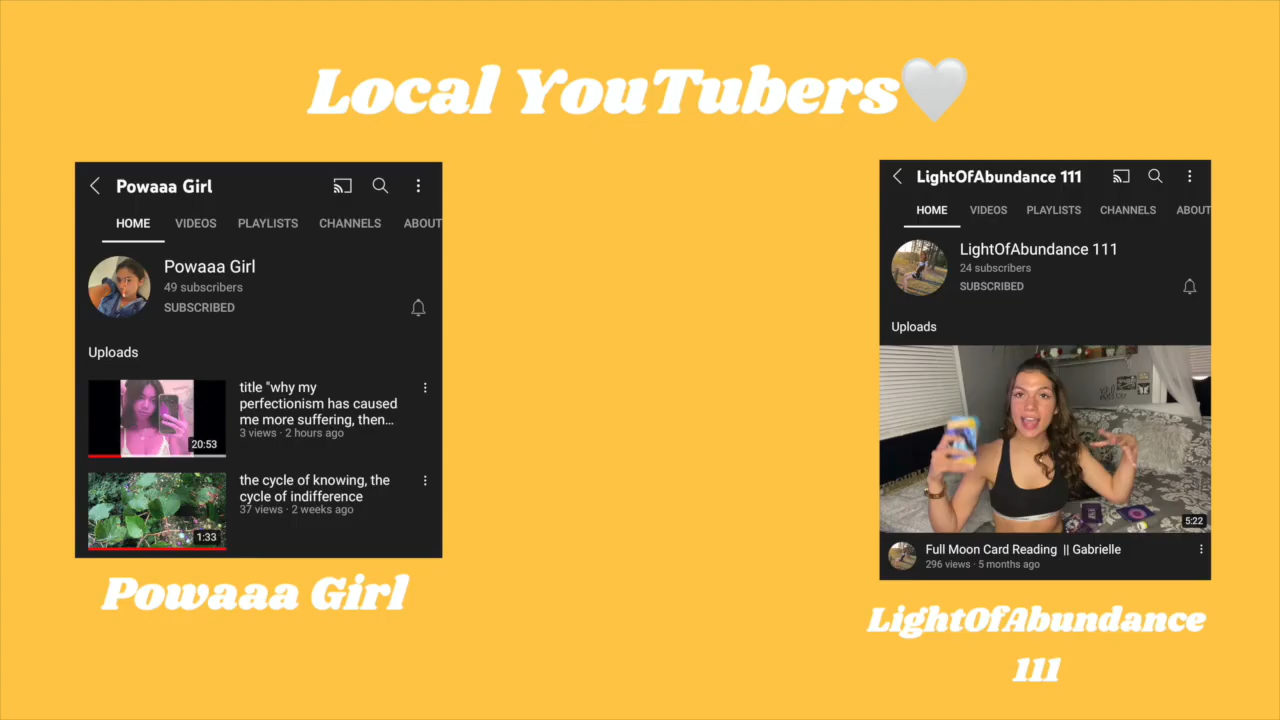 Local YouTubers🤍
Powaaa Girl
HOME VIDEOS PLAYLISTS CHANNELS ABOUT
Powaaa Girl
49 subscribers
SUBSCRIBED
Uploads
title "why my
perfectionism has caused
me more suffering, then...
3 views · 2 hours ago
20:53
the cycle of knowing, the
cycle of indifference
37 views · 2 weeks ago
1:33
Powaaa Girl
LightOfAbundance 111
HOME VIDEOS PLAYLISTS CHANNELS ABOUT
LightOfAbundance 111
24 subscribers
SUBSCRIBED
Uploads
5:22
Full Moon Card Reading || Gabrielle
296 views · 5 months ago
LightOfAbundance
111